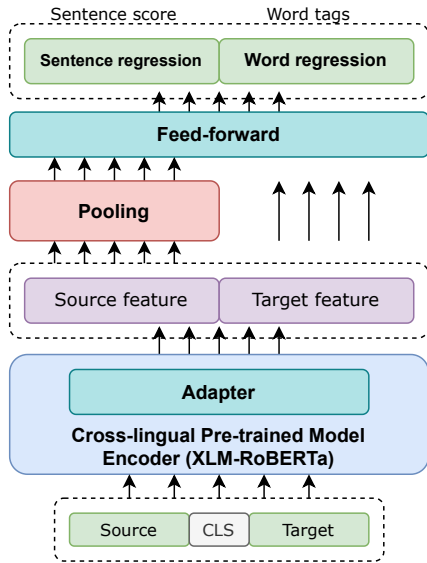 Sentence score Word tags
Sentence regression Word regression
Feed-forward
Pooling
Source feature Target feature
Adapter
Cross-lingual Pre-trained Model
Encoder (XLM-RoBERTa)
Source CLS Target